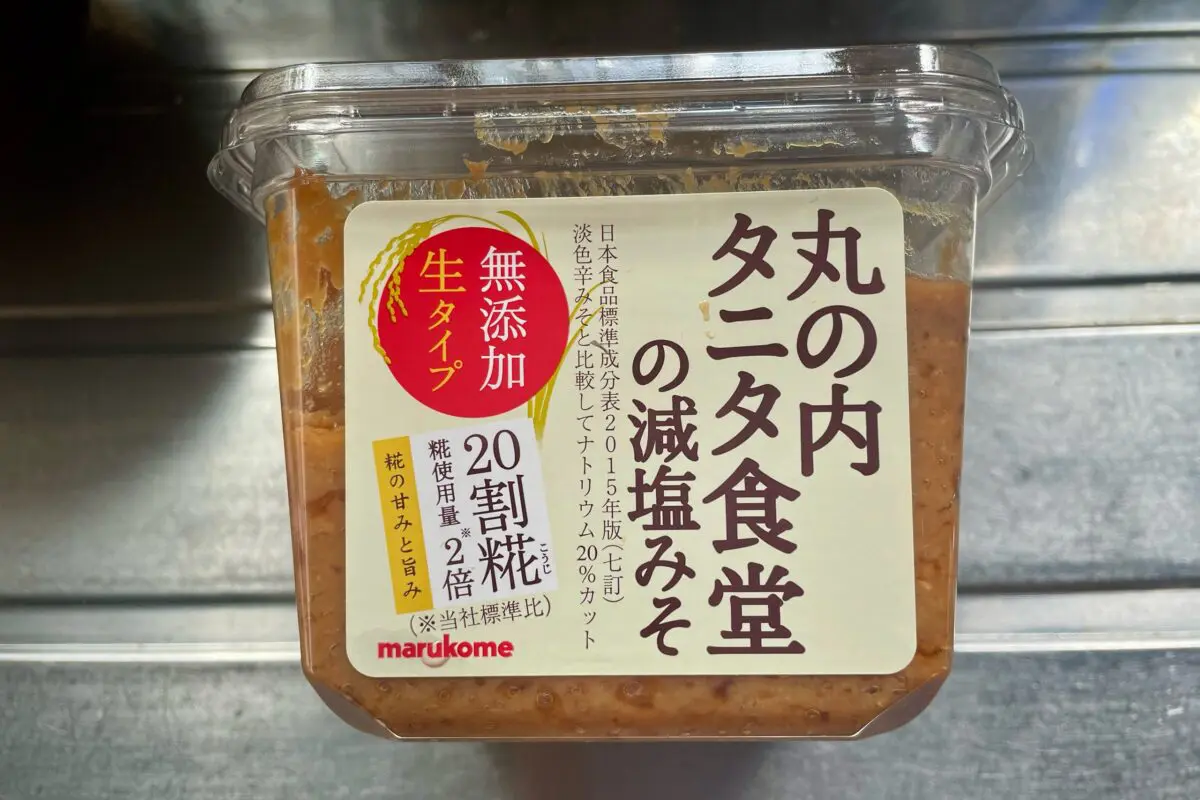 丸の内
タニタ食堂
の減塩みそ
日本食品標準成分表2015年版(七訂)
淡色辛みそと比較してナトリウム20%カット
無添加
生タイプ
20割糀
こうじ
糀使用量※2倍
糀の甘みと旨み
(※当社標準比)
marukome